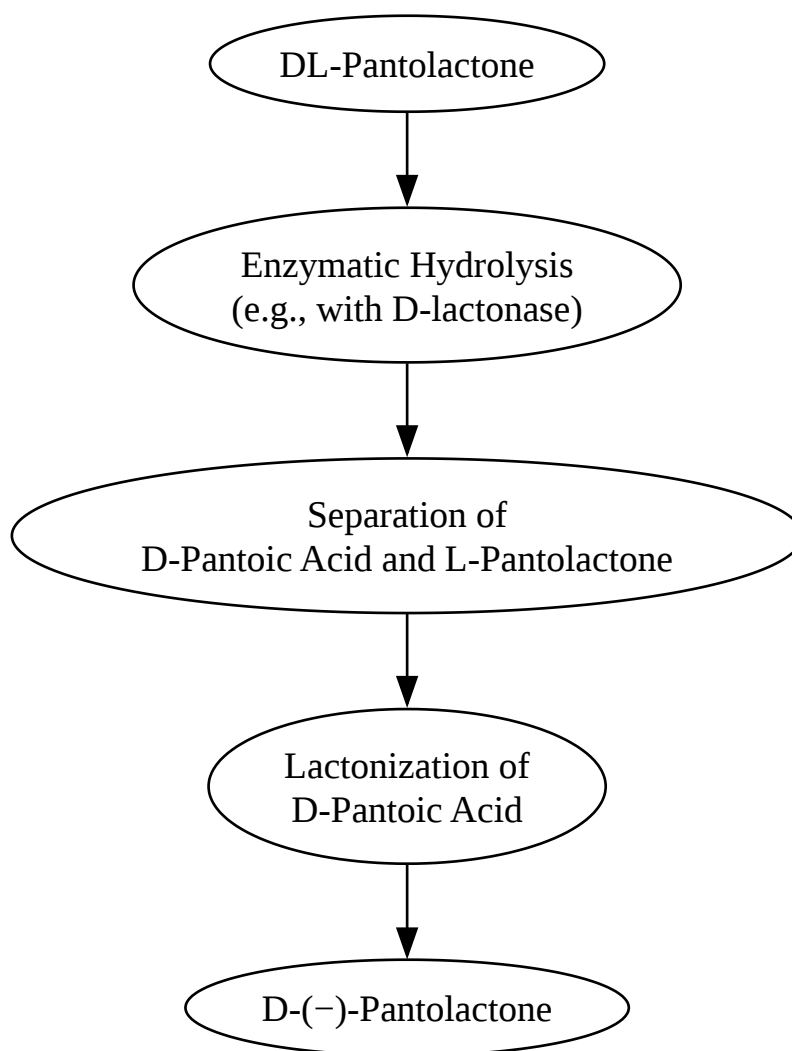 DL-Pantolactone
Enzymatic Hydrolysis
(e.g., with D-lactonase)
Separation of
D-Pantoic Acid and L-Pantolactone
Lactonization of
D-Pantoic Acid
D-(−)-Pantolactone